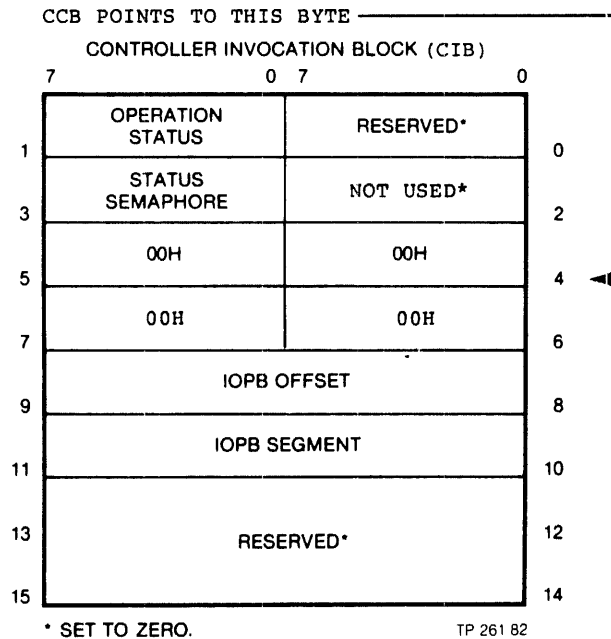 CCB POINTS TO THIS BYTE
CONTROLLER INVOCATION BLOCK (CIB)
7 0 7 0
OPERATION STATUS RESERVED*
1 0
STATUS SEMAPHORE NOT USED*
3 2
00H 00H
5 4
00H 00H
7 6
IOPB OFFSET
9 8
IOPB SEGMENT
11 10
13 RESERVED* 12
15 14
* SET TO ZERO. TP 261 82